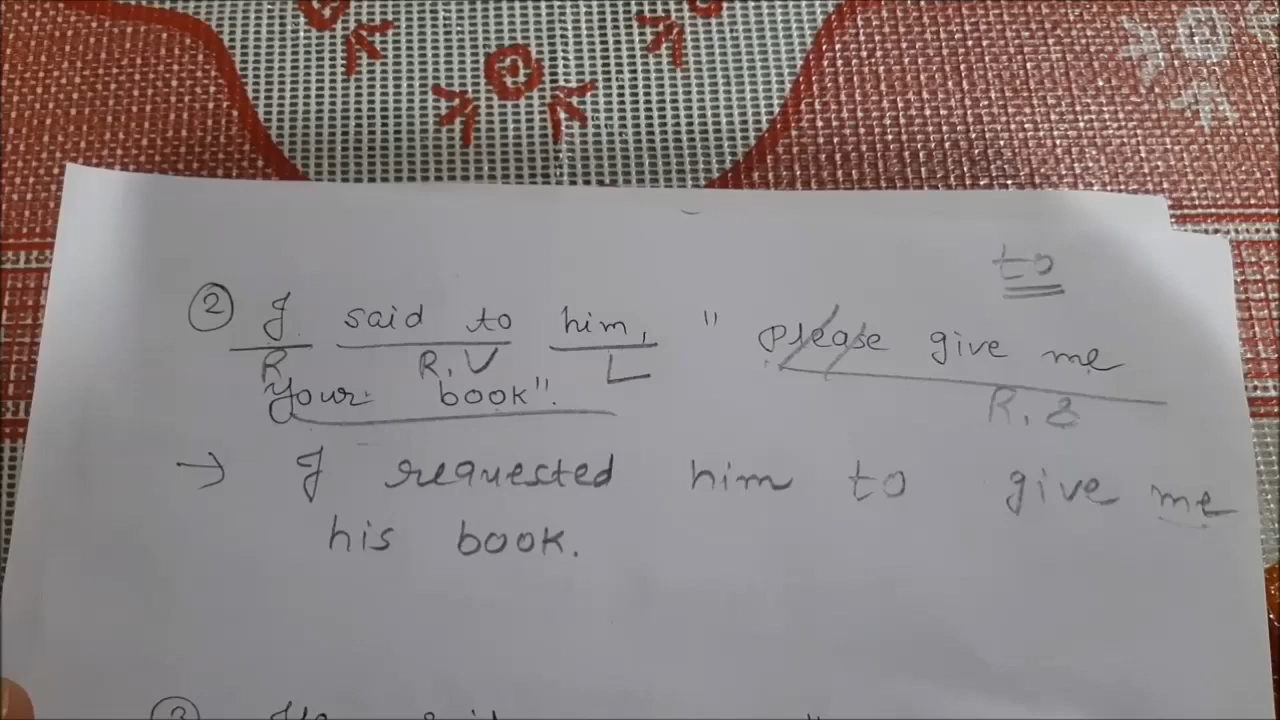 to
② I said to him, " please give me
R R.V L
your book".
R.S
→ I requested him to give me
his book.